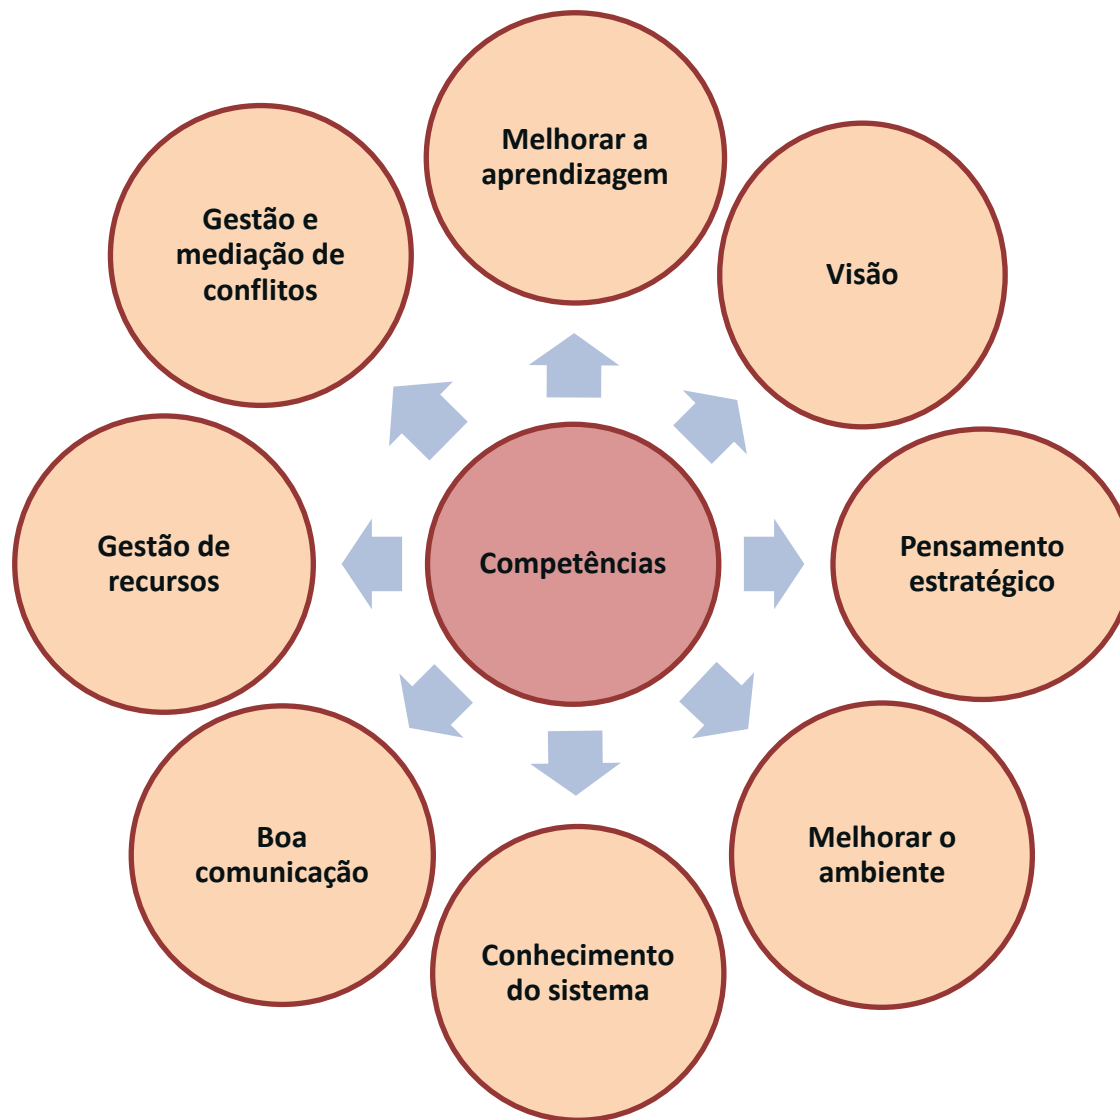 Melhorar a
aprendizagem
Visão
Pensamento
estratégico
Melhorar o
ambiente
Conhecimento
do sistema
Boa
comunicação
Gestão de
recursos
Gestão e
mediação de
conflitos
Competências